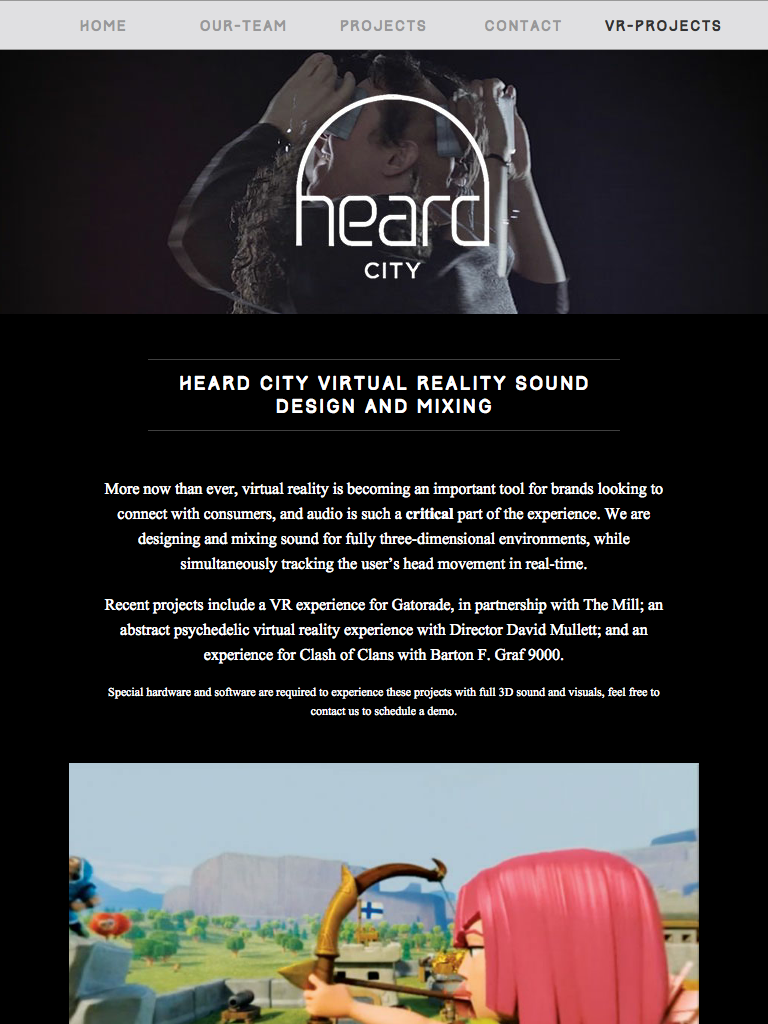 HOME OUR-TEAM PROJECTS CONTACT VR-PROJECTS
heard
CITY
HEARD CITY VIRTUAL REALITY SOUND
DESIGN AND MIXING
More now than ever, virtual reality is becoming an important tool for brands looking to
connect with consumers, and audio is such a critical part of the experience. We are
designing and mixing sound for fully three-dimensional environments, while
simultaneously tracking the user’s head movement in real-time.
Recent projects include a VR experience for Gatorade, in partnership with The Mill; an
abstract psychedelic virtual reality experience with Director David Mullett; and an
experience for Clash of Clans with Barton F. Graf 9000.
Special hardware and software are required to experience these projects with full 3D sound and visuals, feel free to
contact us to schedule a demo.